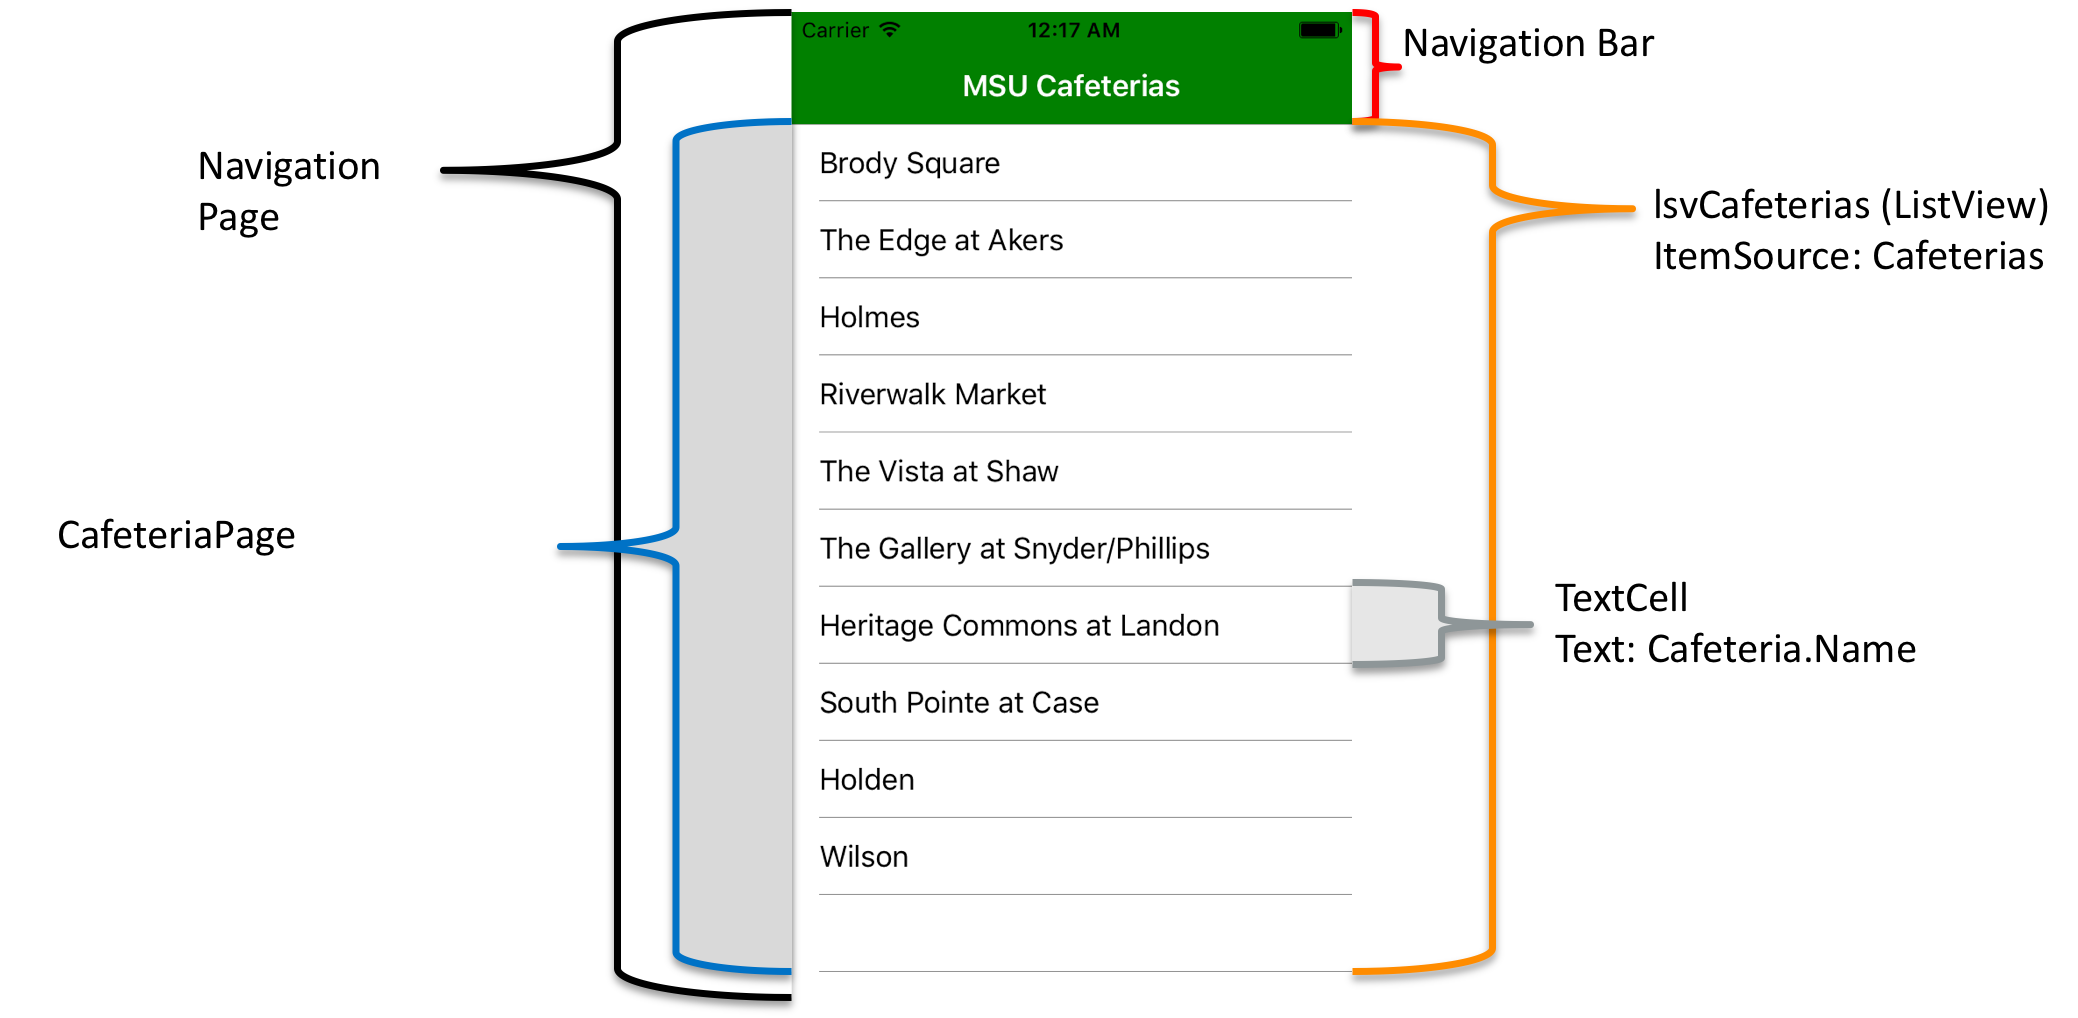 Carrier 12:17 AM
MSU Cafeterias
Navigation Bar
Navigation
Page
Brody Square
The Edge at Akers
Holmes
Riverwalk Market
The Vista at Shaw
The Gallery at Snyder/Phillips
Heritage Commons at Landon
South Pointe at Case
Holden
Wilson
lsvCafeterias (ListView)
ItemSource: Cafeterias
CafeteriaPage
TextCell
Text: Cafeteria.Name